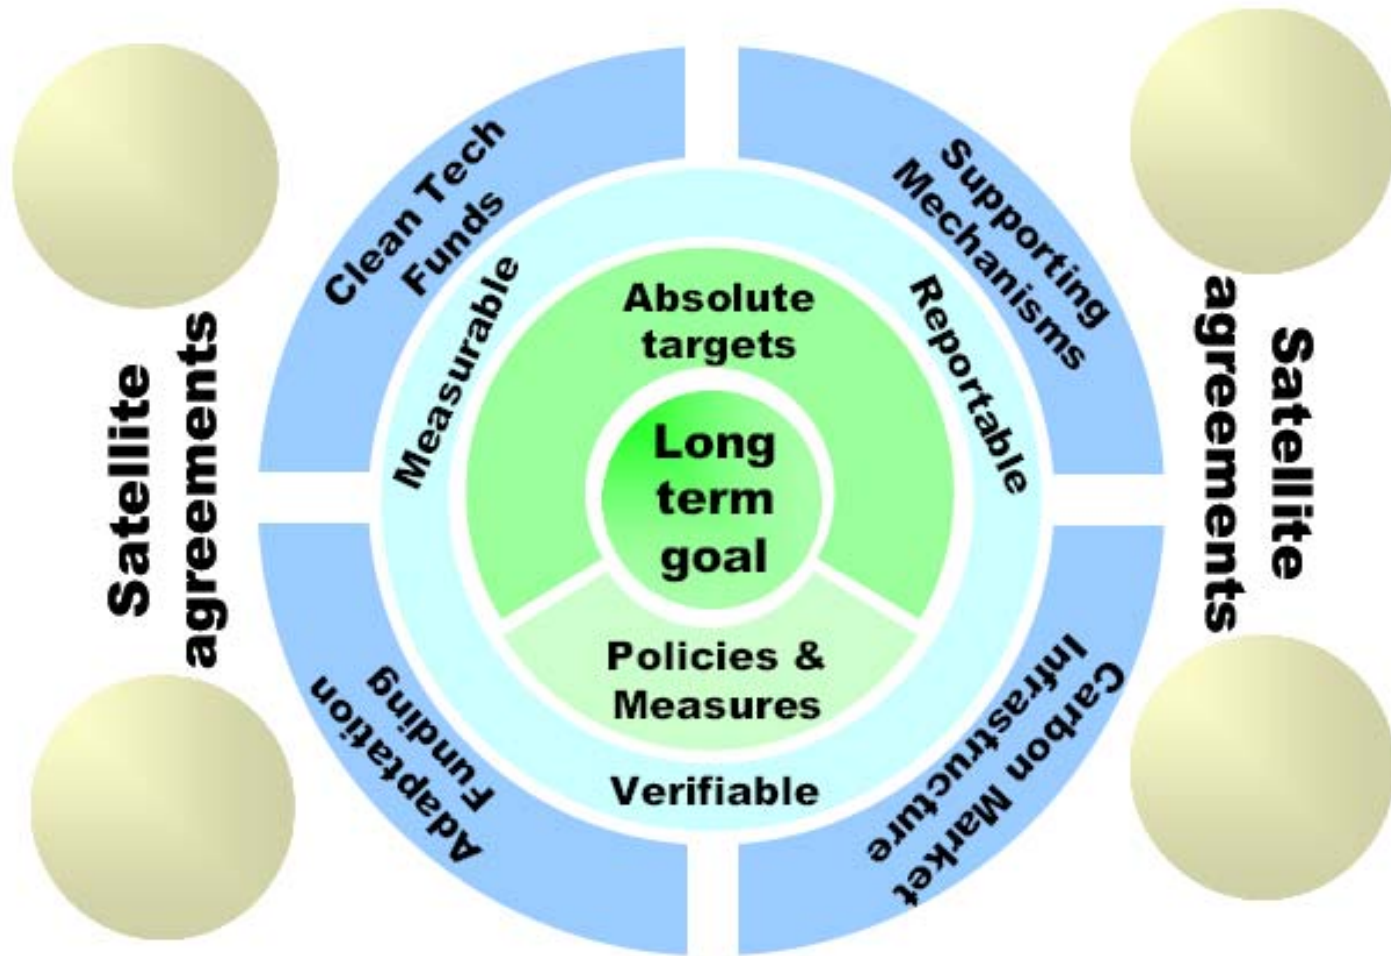 Clean Tech
Funds
Supporting
Mechanisms
Measurable
Reportable
Absolute
targets
Long
term
goal
Satellite
agreements
Satellite
agreements
Policies &
Measures
Verifiable
Adaptation
Funding
Carbon Market
Infrastructure